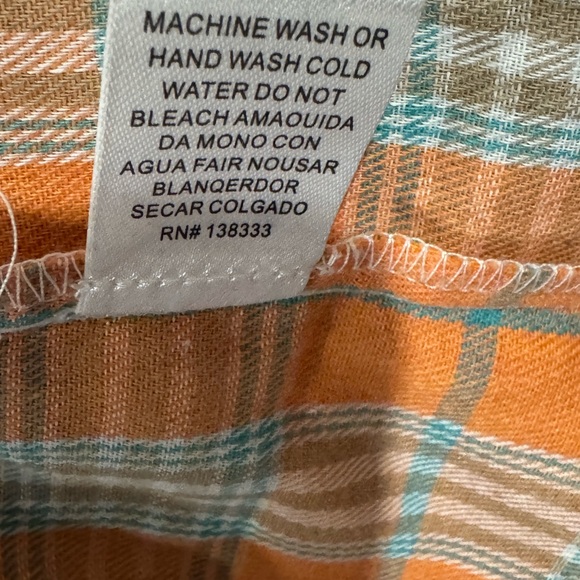 MACHINE WASH OR
HAND WASH COLD
WATER DO NOT
BLEACH AMAOUIDA
DA MONO CON
AGUA FAIR NOUSAR
BLANQERDOR
SECAR COLGADO
RN# 138333